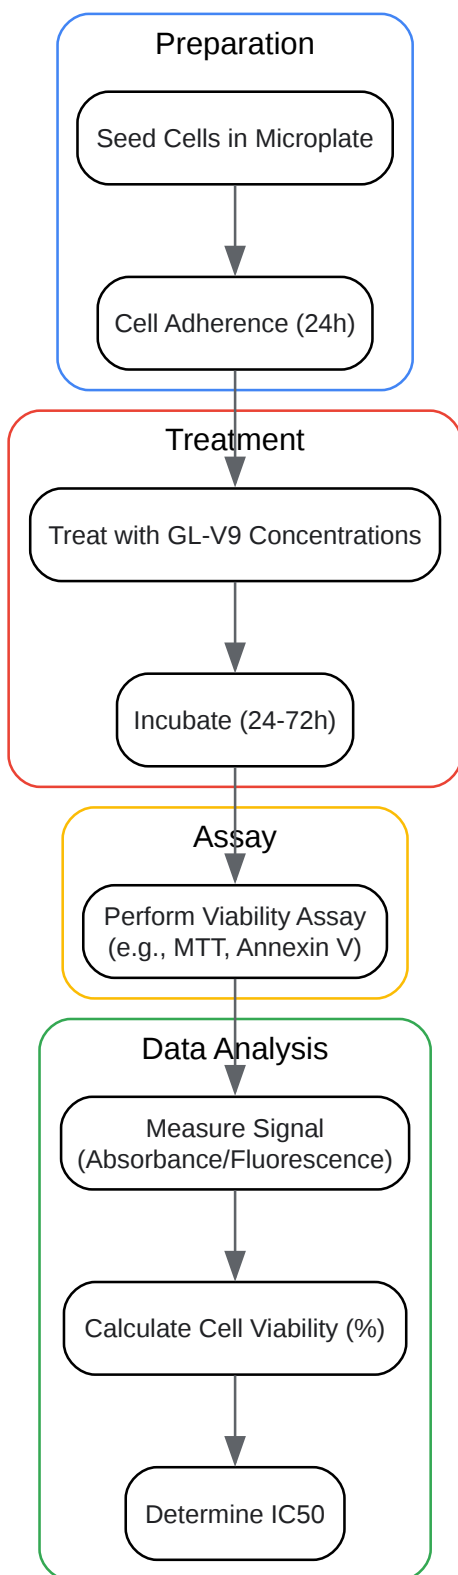 Preparation
Seed Cells in Microplate
Cell Adherence (24h)
Treatment
Treat with GL-V9 Concentrations
Incubate (24-72h)
Assay
Perform Viability Assay
(e.g., MTT, Annexin V)
Data Analysis
Measure Signal
(Absorbance/Fluorescence)
Calculate Cell Viability (%)
Determine IC50